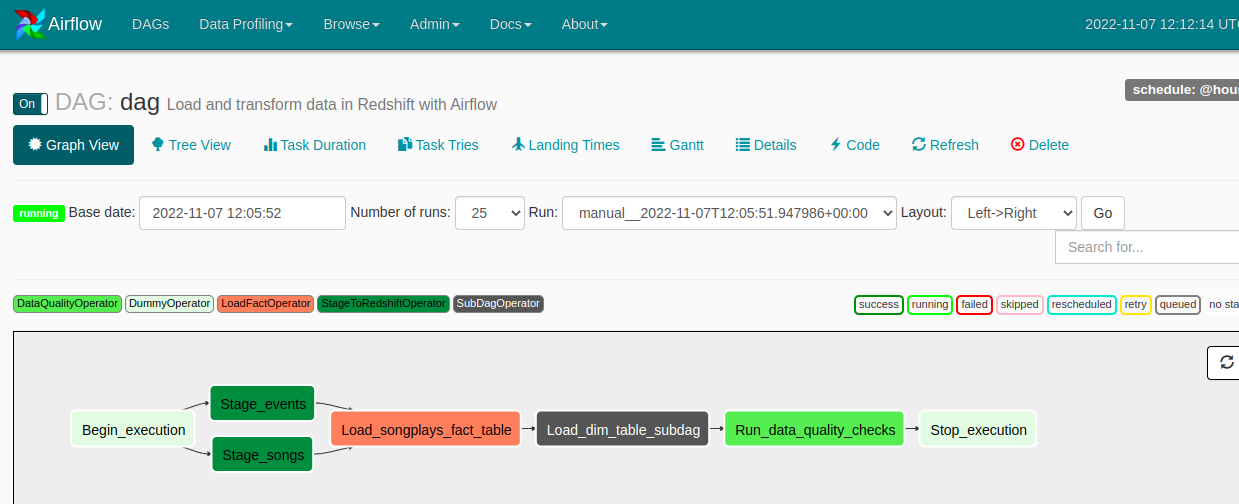 Airflow DAGs Data Profiling Browse Admin Docs About 2022-11-07 12:12:14 UTC
On DAG: dag Load and transform data in Redshift with Airflow schedule: @hour
Graph View Tree View Task Duration Task Tries Landing Times Gantt Details Code Refresh Delete
running Base date: 2022-11-07 12:05:52 Number of runs: 25 Run: manual__2022-11-07T12:05:51.947986+00:00 Layout: Left->Right Go
Search for...
DataQualityOperator DummyOperator LoadFactOperator StageToRedshiftOperator SubDagOperator success running failed skipped rescheduled retry queued no sta
Stage_events
Begin_execution Load_songplays_fact_table Load_dim_table_subdag Run_data_quality_checks Stop_execution
Stage_songs